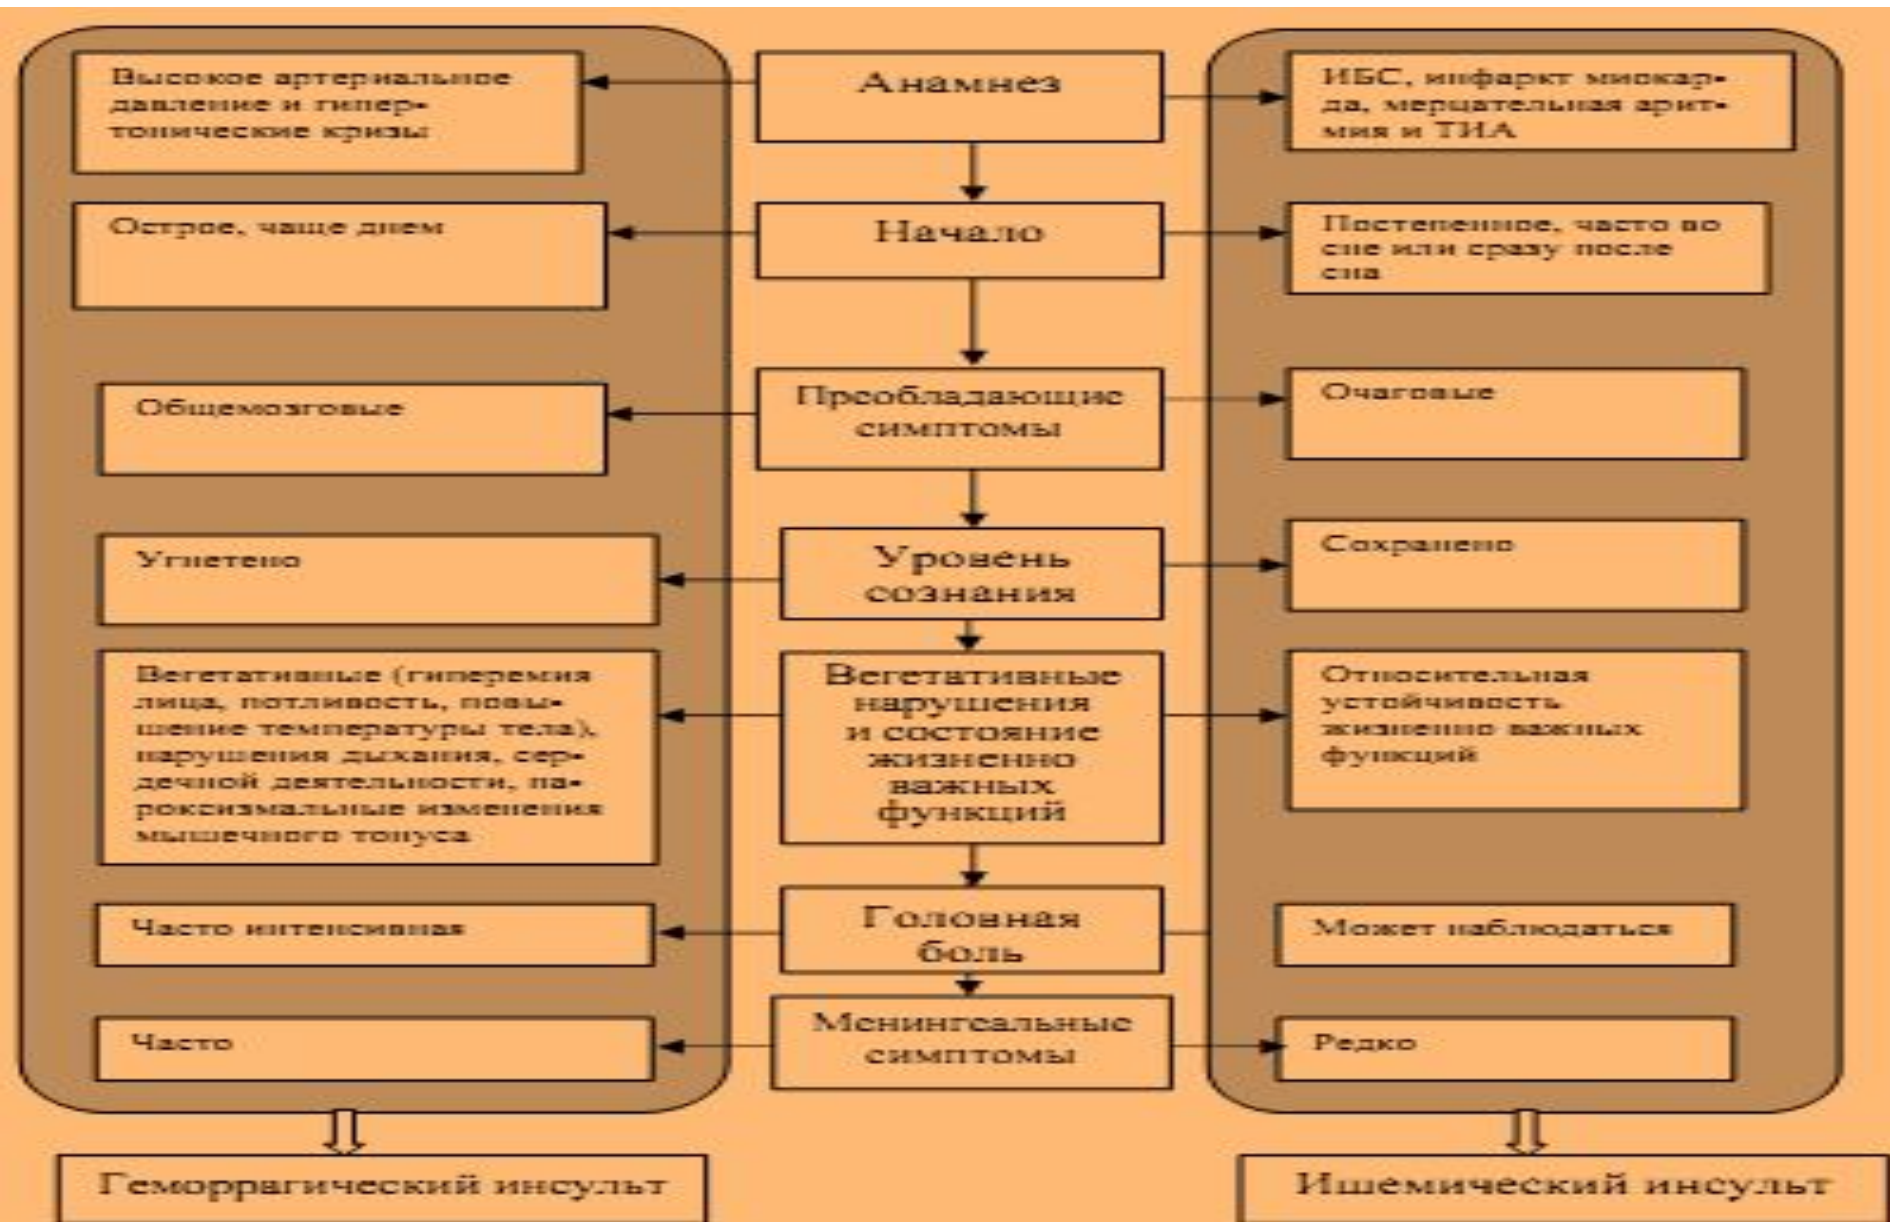 Высокое артериальное
давление и гипер-
тонические кризы
Анамнез
ИБС, инфаркт миокар-
да, мерцательная арит-
мия и ТИА
Острое, чаще днем
Начало
Постепенное, часто во
сне или сразу после
сна
Общемозговые
Преобладающие
симптомы
Очаговые
Угнетено
Уровень
сознания
Сохранено
Вегетативные (гиперемия
лица, потливость, повы-
шение температуры тела),
нарушения дыхания, сер-
дечной деятельности, па-
роксизмальные изменения
мышечного тонуса
Вегетативные
нарушения
и состояние
жизненно
важных
функций
Относительная
устойчивость
жизненно важных
функций
Часто интенсивная
Головная
боль
Может наблюдаться
Часто
Менингеальные
симптомы
Редко
Геморрагический инсульт
Ишемический инсульт